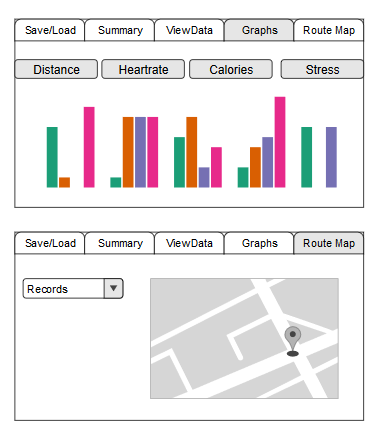 Save/Load Summary ViewData Graphs Route Map
Distance Heartrate Calories Stress
Save/Load Summary ViewData Graphs Route Map
Records